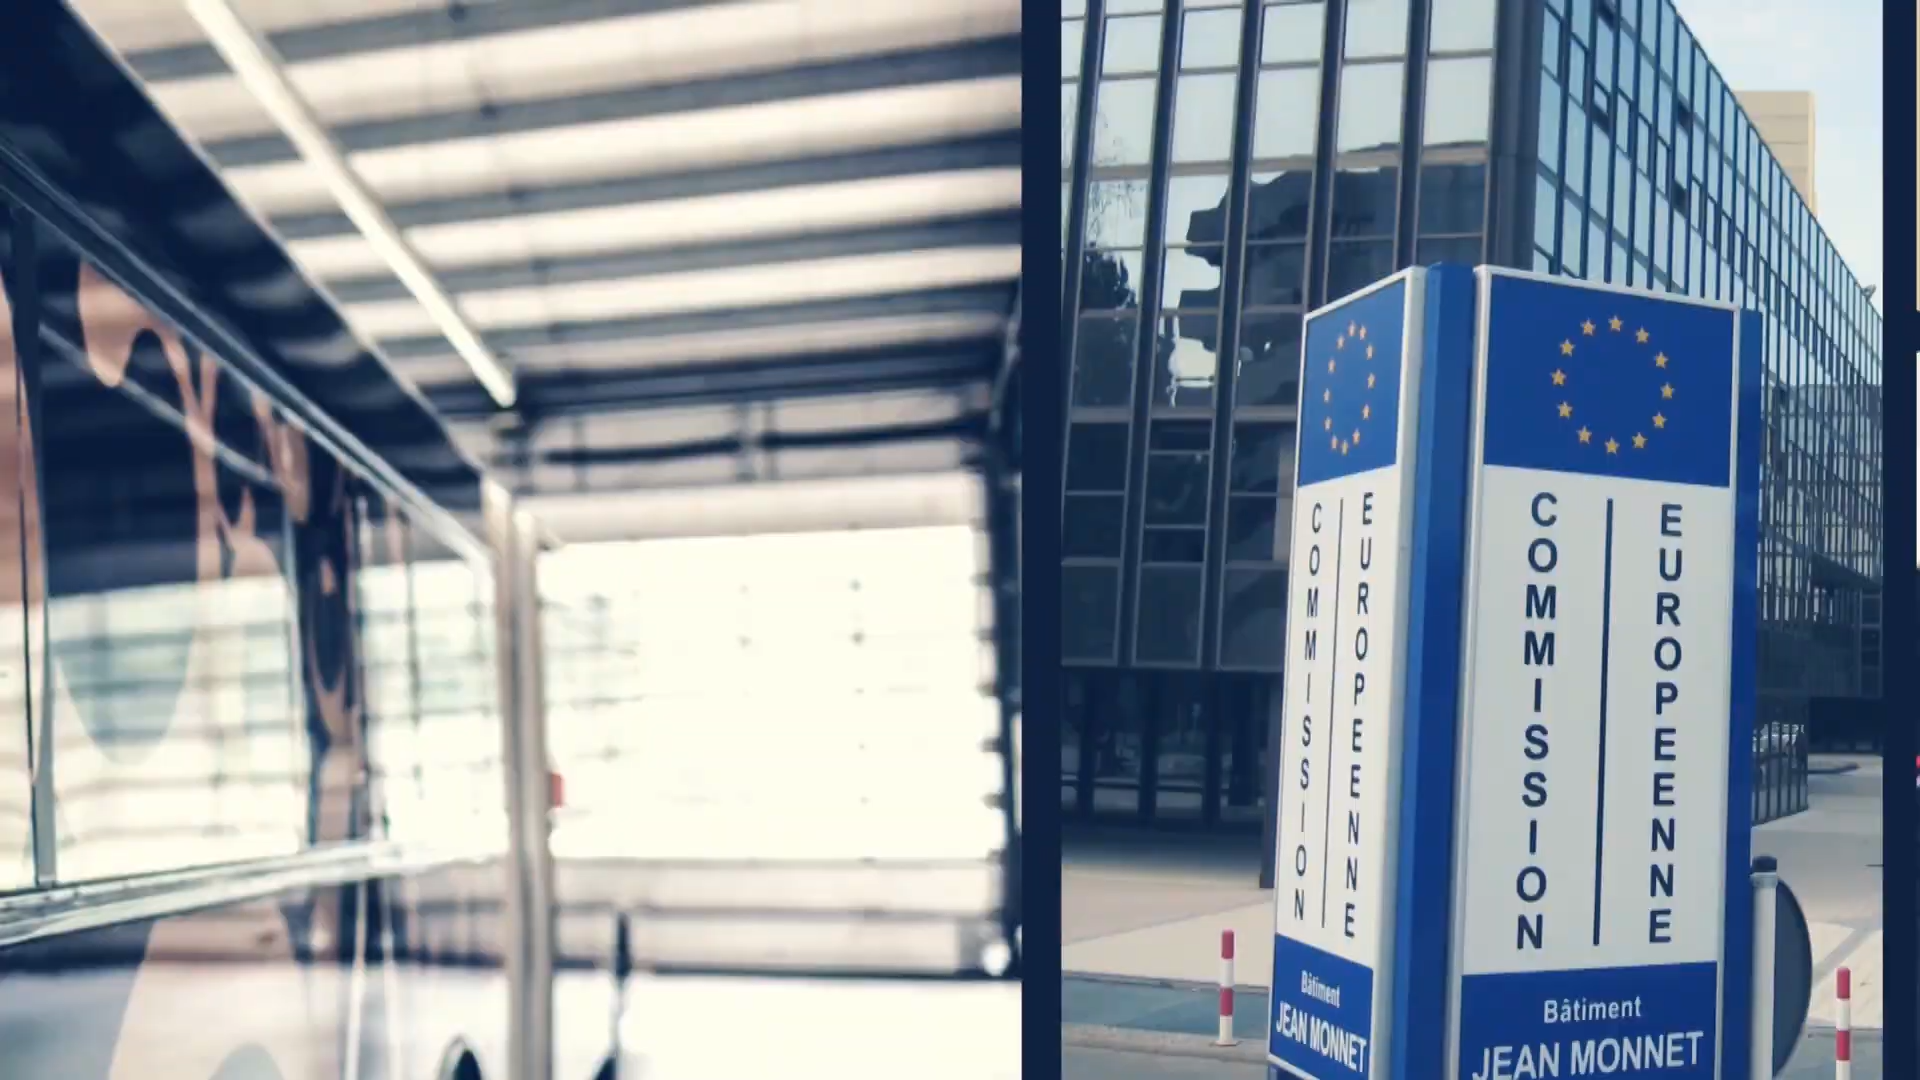 COMMISSION
EUROPEENNE
Bâtiment
JEAN MONNET
COMMISSION
EUROPEENNE
Bâtiment
JEAN MONNET